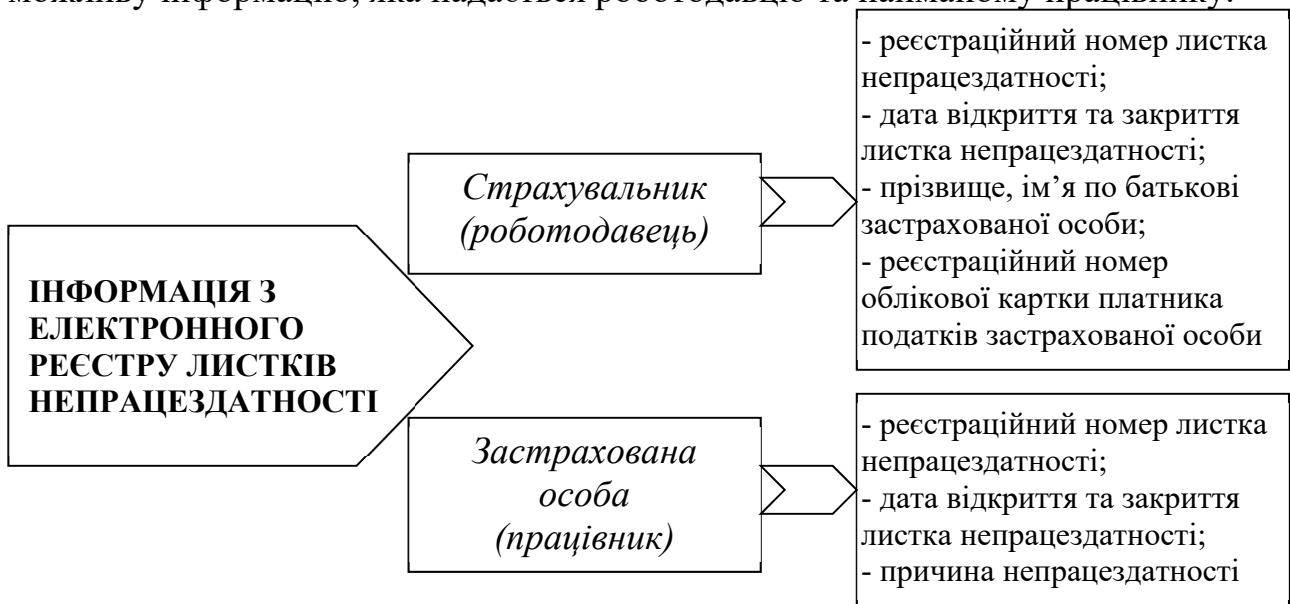 можливу інформацію, яка надається роботодавцю та найманому працівнику.
ІНФОРМАЦІЯ З
ЕЛЕКТРОННОГО
РЕЄСТРУ ЛИСТКІВ
НЕПРАЦЕЗДАТНОСТІ
Страхувальник
(роботодавець)
- реєстраційний номер листка
непрацездатності;
- дата відкриття та закриття
листка непрацездатності;
- прізвище, ім’я по батькові
застрахованої особи;
- реєстраційний номер
облікової картки платника
податків застрахованої особи
Застрахована
особа
(працівник)
- реєстраційний номер листка
непрацездатності;
- дата відкриття та закриття
листка непрацездатності;
- причина непрацездатності